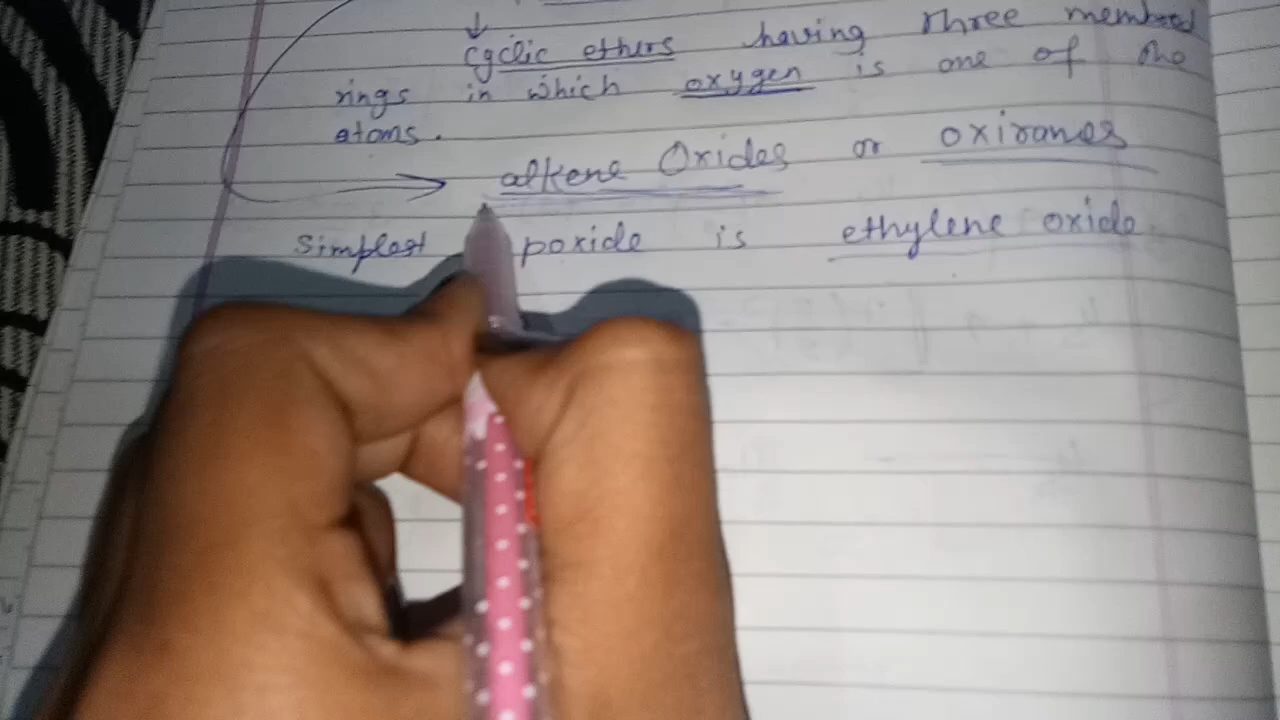 cyclic ethers having three membered
rings in which oxygen is one of the
atoms.
alkene Oxides or oxiranes
Simplest poxide is ethylene oxide